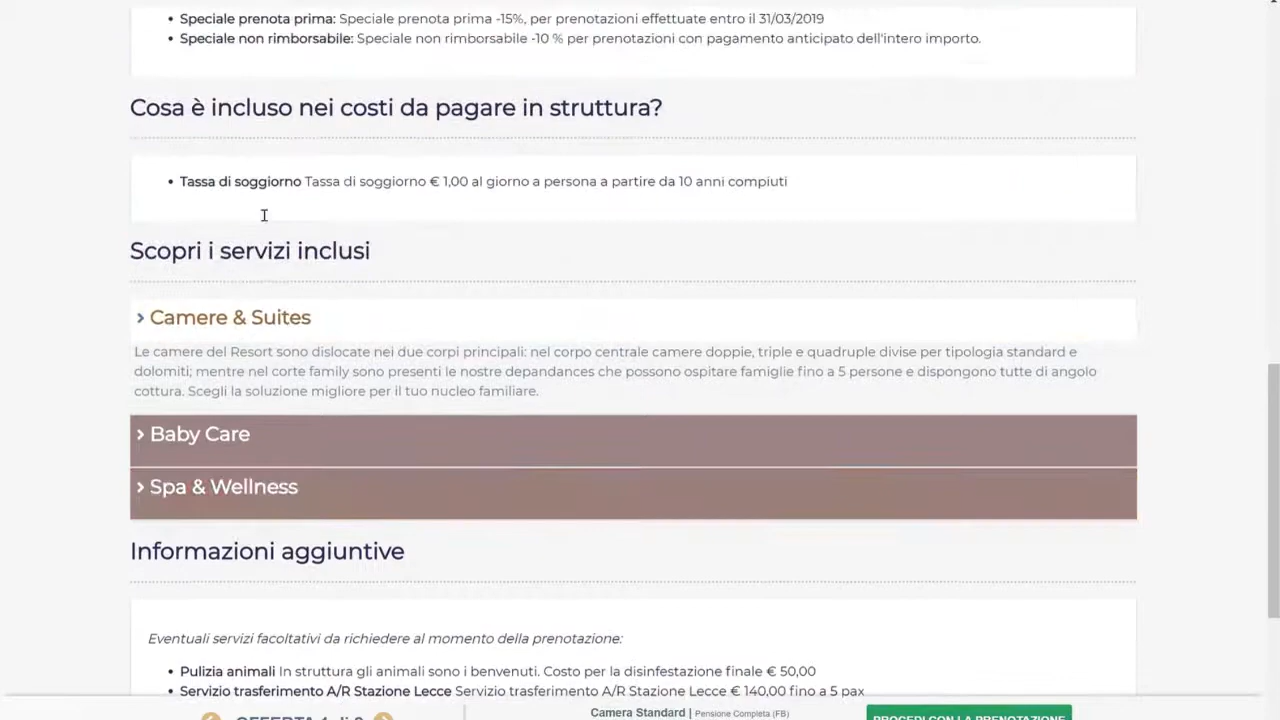 Speciale prenota prima: Speciale prenota prima -15%, per prenotazioni effettuate entro il 31/03/2019
Speciale non rimborsabile: Speciale non rimborsabile -10 % per prenotazioni con pagamento anticipato dell'intero importo.
Cosa è incluso nei costi da pagare in struttura?
Tassa di soggiorno Tassa di soggiorno € 1,00 al giorno a persona a partire da 10 anni compiuti
Scopri i servizi inclusi
Camere & Suites
Le camere del Resort sono dislocate nei due corpi principali: nel corpo centrale camere doppie, triple e quadruple divise per tipologia standard e
dolomiti; mentre nel corte family sono presenti le nostre depandances che possono ospitare famiglie fino a 5 persone e dispongono tutte di angolo
cottura. Scegli la soluzione migliore per il tuo nucleo familiare.
Baby Care
Spa & Wellness
Informazioni aggiuntive
Eventuali servizi facoltativi da richiedere al momento della prenotazione:
Pulizia animali In struttura gli animali sono i benvenuti. Costo per la disinfestazione finale € 50,00
Servizio trasferimento A/R Stazione Lecce Servizio trasferimento A/R Stazione Lecce € 140,00 fino a 5 pax
Camera Standard | Pensione Completa (FB)
PROCEDI CON LA PRENOTAZIONE